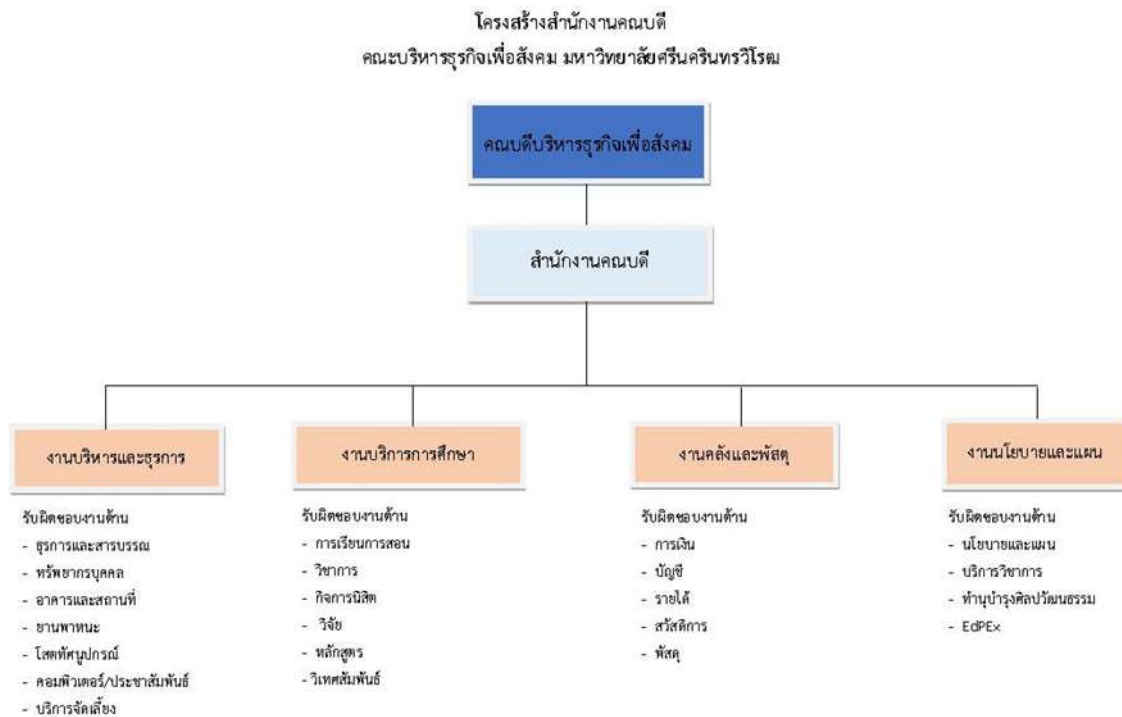 โครงสร้างสำนักงานคณบดี
คณะบริหารธุรกิจเพื่อสังคม มหาวิทยาลัยศรีนครินทรวิโรฒ
คณบดีบริหารธุรกิจเพื่อสังคม
สำนักงานคณบดี
งานบริหารและธุรการ
รับผิดชอบงานด้าน
- ธุรการและสารบรรณ
- ทรัพยากรบุคคล
- อาคารและสถานที่
- ยานพาหนะ
- โสตทัศนูปกรณ์
- คอมพิวเตอร์/ประชาสัมพันธ์
- บริการจัดเลี้ยง
งานบริการการศึกษา
รับผิดชอบงานด้าน
- การเรียนการสอน
- วิชาการ
- กิจการนิสิต
- วิจัย
- หลักสูตร
- วิเทศสัมพันธ์
งานคลังและพัสดุ
รับผิดชอบงานด้าน
- การเงิน
- บัญชี
- รายได้
- สวัสดิการ
- พัสดุ
งานนโยบายและแผน
รับผิดชอบงานด้าน
- นโยบายและแผน
- บริการวิชาการ
- ทำนุบำรุงศิลปวัฒนธรรม
- EdPEx